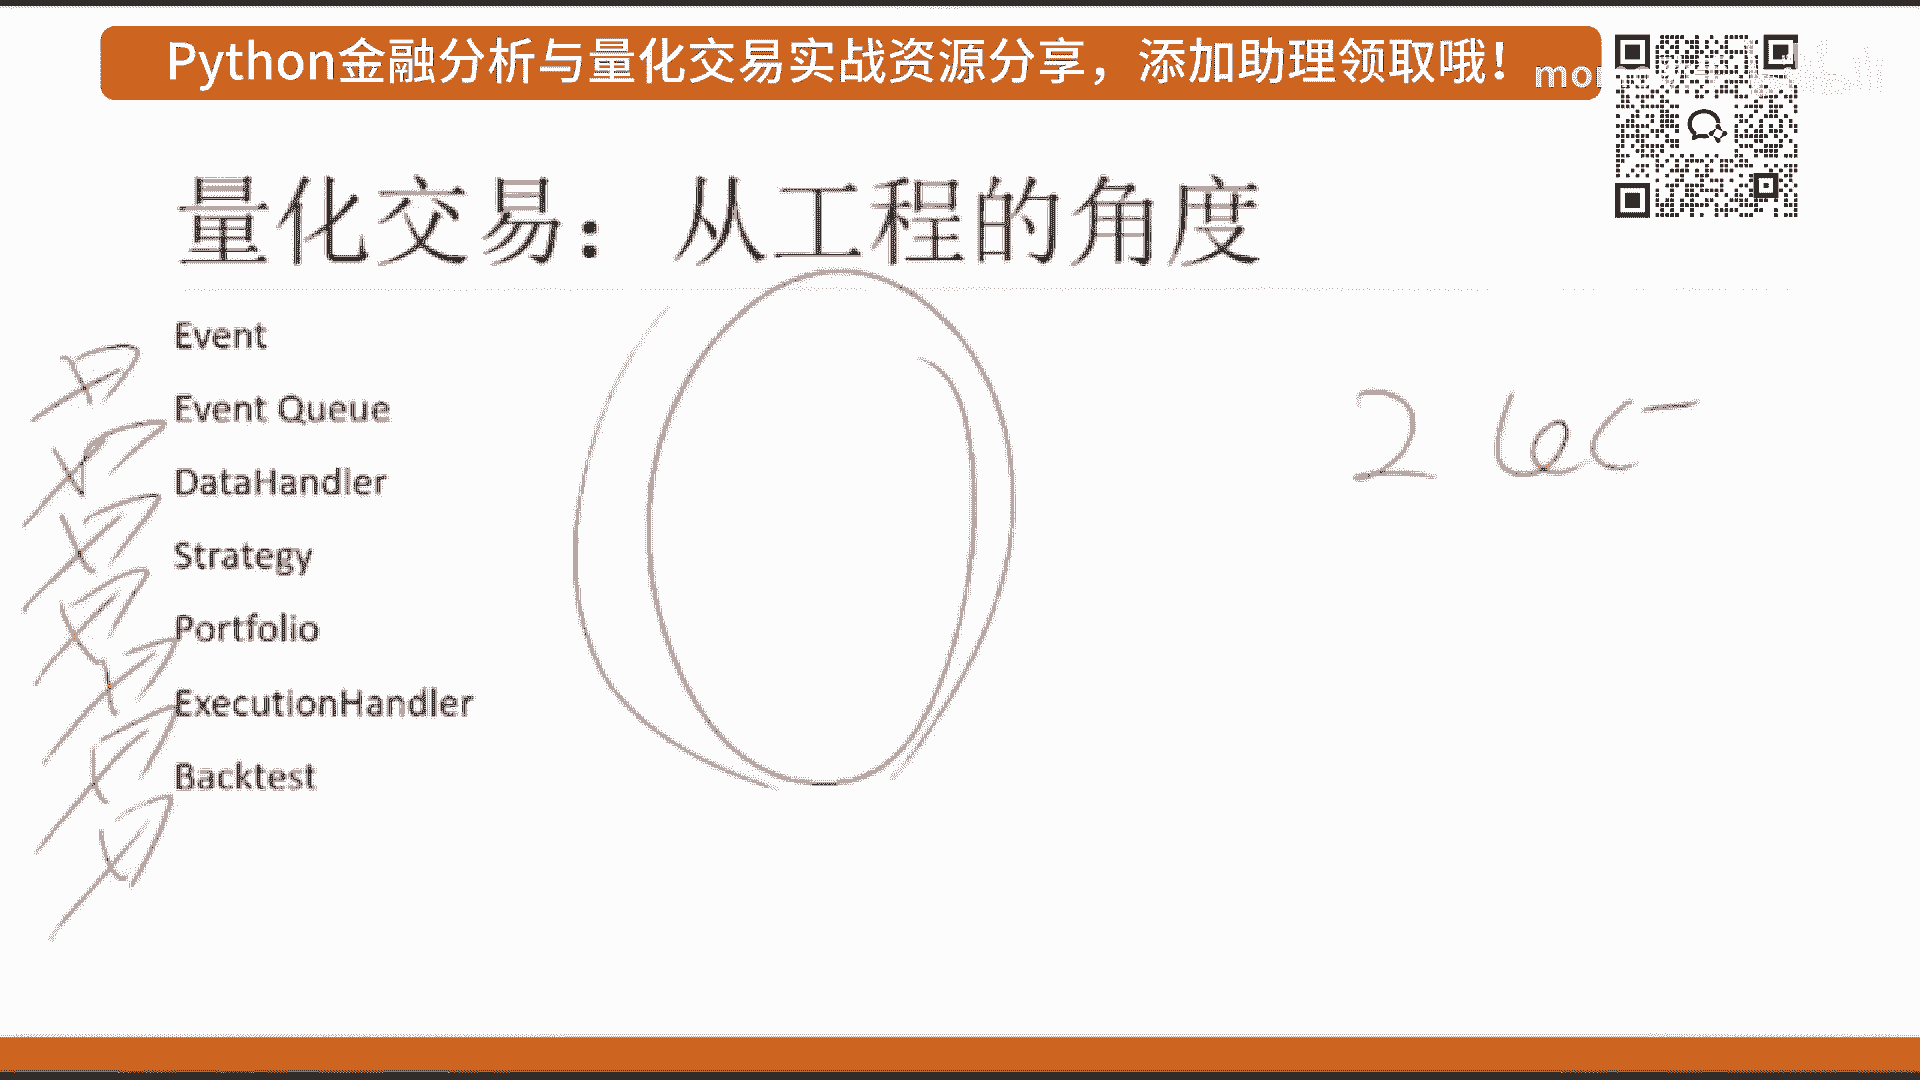 Python金融分析与量化交易实战资源分享，添加助理领取哦！
量化交易： 从工程的角度
Event
Event Queue
DataHandler
Strategy
Portfolio
ExecutionHandler
Backtest
2